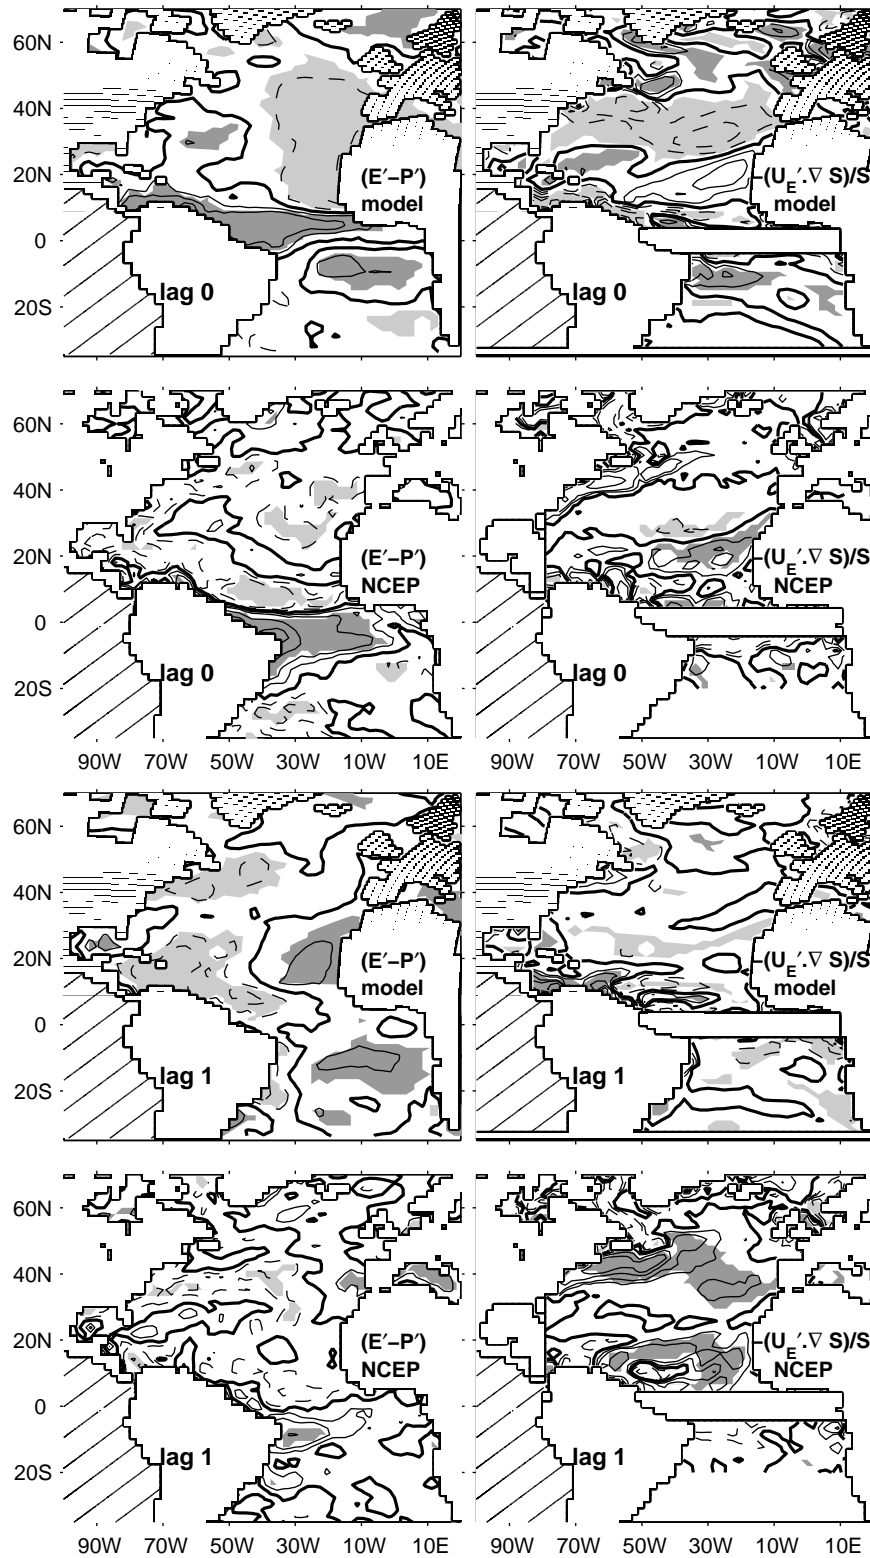 60N
40N
20N
0
20S
(E′−P′)
model
lag 0
−(U_E′.∇ S)/S
model
lag 0
60N
40N
20N
0
20S
(E′−P′)
NCEP
lag 0
−(U_E′.∇ S)/S
NCEP
lag 0
90W 70W 50W 30W 10W 10E 90W 70W 50W 30W 10W 10E
60N
40N
20N
0
20S
(E′−P′)
model
lag 1
−(U_E′.∇ S)/S
model
lag 1
60N
40N
20N
0
20S
(E′−P′)
NCEP
lag 1
−(U_E′.∇ S)/S
NCEP
lag 1
90W 70W 50W 30W 10W 10E 90W 70W 50W 30W 10W 10E